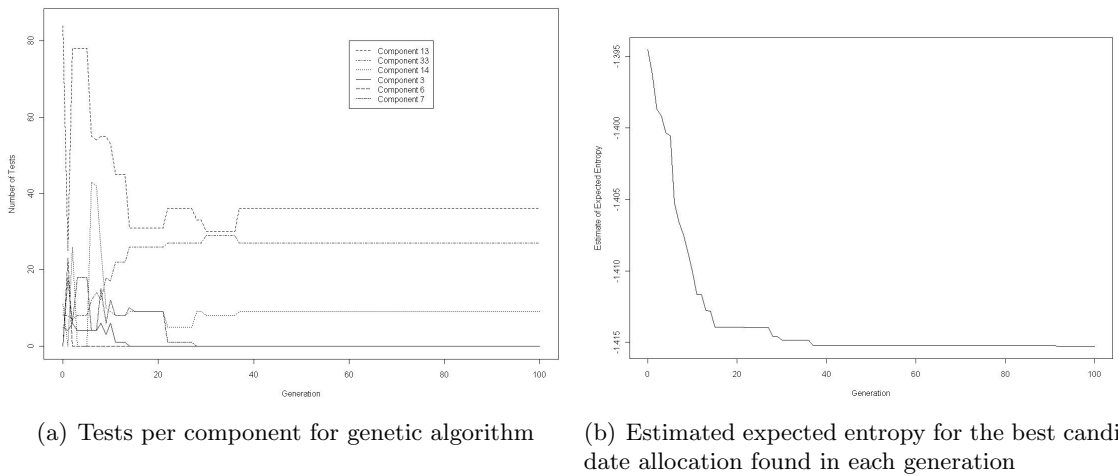 80
60
40
20
0
Number of Tests
Component 13
Component 33
Component 14
Component 3
Component 6
Component 7
0 20 40 60 80 100
Generation
(a) Tests per component for genetic algorithm
-1.395
-1.400
-1.405
-1.410
-1.415
Estimate of Expected Entropy
0 20 40 60 80 100
Generation
(b) Estimated expected entropy for the best candi
date allocation found in each generation